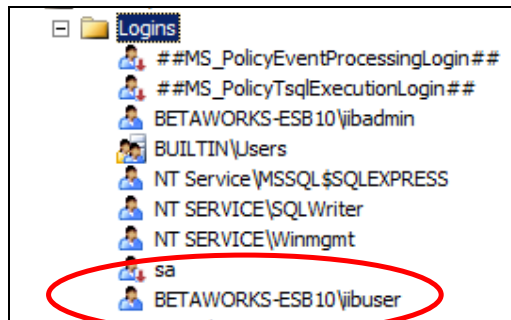 Logins
##MS_PolicyEventProcessingLogin##
##MS_PolicyTsqlExecutionLogin##
BETAWORKS-ESB10\iibadmin
BUILTIN\Users
NT Service\MSSQL$SQLEXPRESS
NT SERVICE\SQLWriter
NT SERVICE\Winmgmt
sa
BETAWORKS-ESB10\iibuser